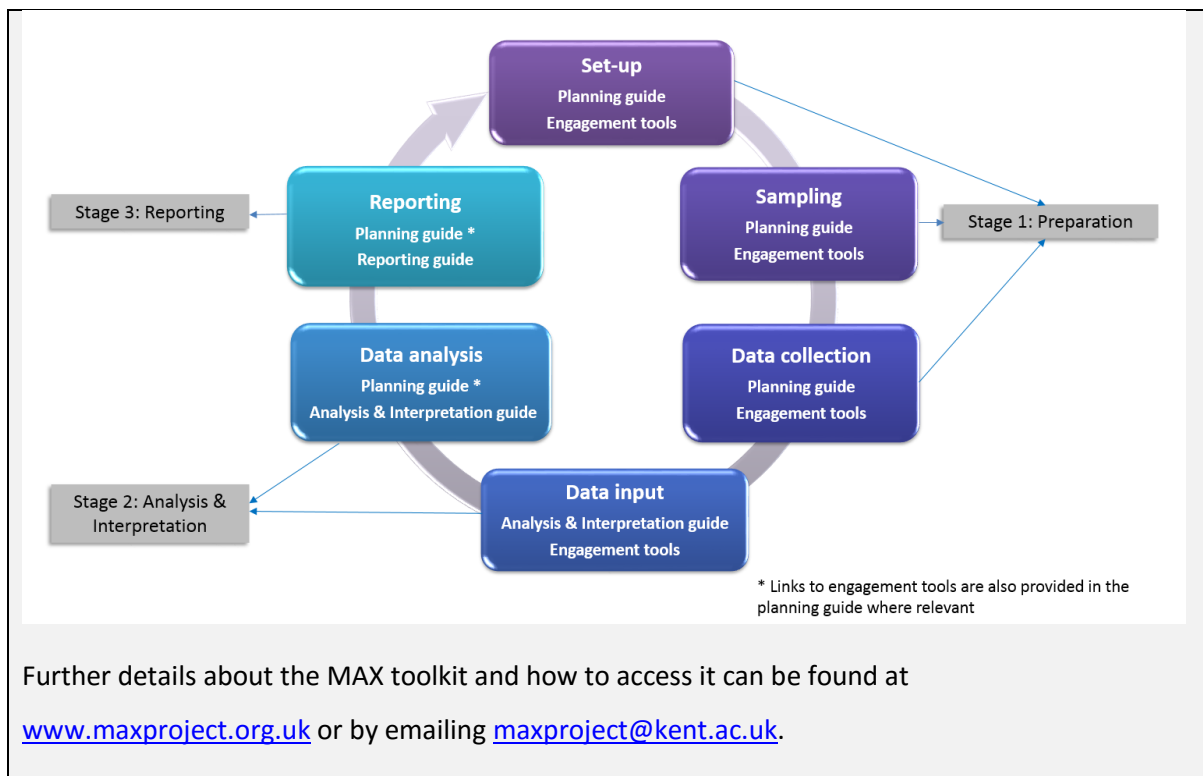 Set-up
Planning guide
Engagement tools
Reporting
Planning guide *
Reporting guide
Sampling
Planning guide
Engagement tools
Stage 3: Reporting
Stage 1: Preparation
Data analysis
Planning guide *
Analysis & Interpretation guide
Data collection
Planning guide
Engagement tools
Stage 2: Analysis &
Interpretation
Data input
Analysis & Interpretation guide
Engagement tools
* Links to engagement tools are also provided in the
planning guide where relevant
Further details about the MAX toolkit and how to access it can be found at
www.maxproject.org.uk or by emailing maxproject@kent.ac.uk.